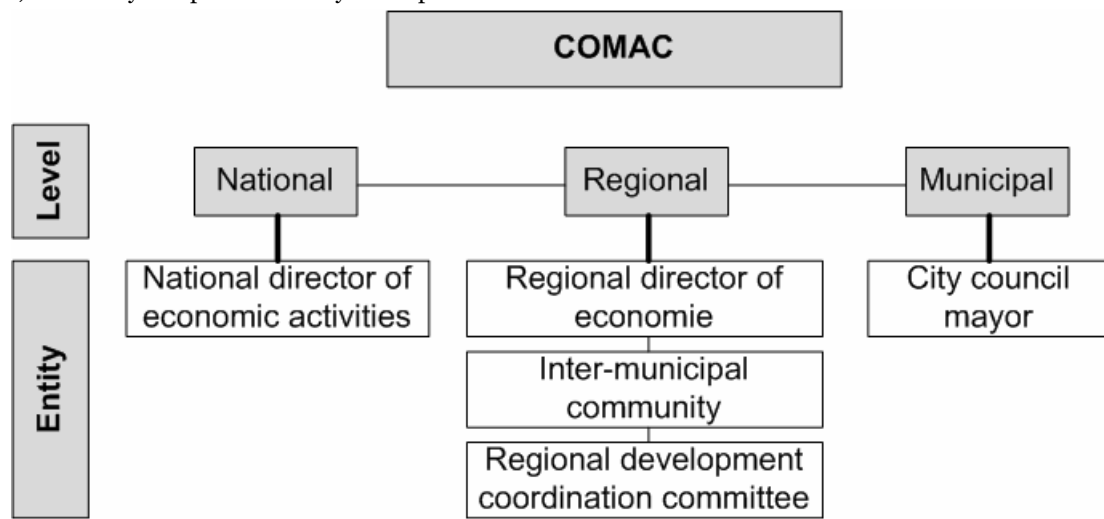 COMAC
Level
National
Regional
Municipal
Entity
National director of
economic activities
Regional director of
economie
City council
mayor
Inter-municipal
community
Regional development
coordination committee